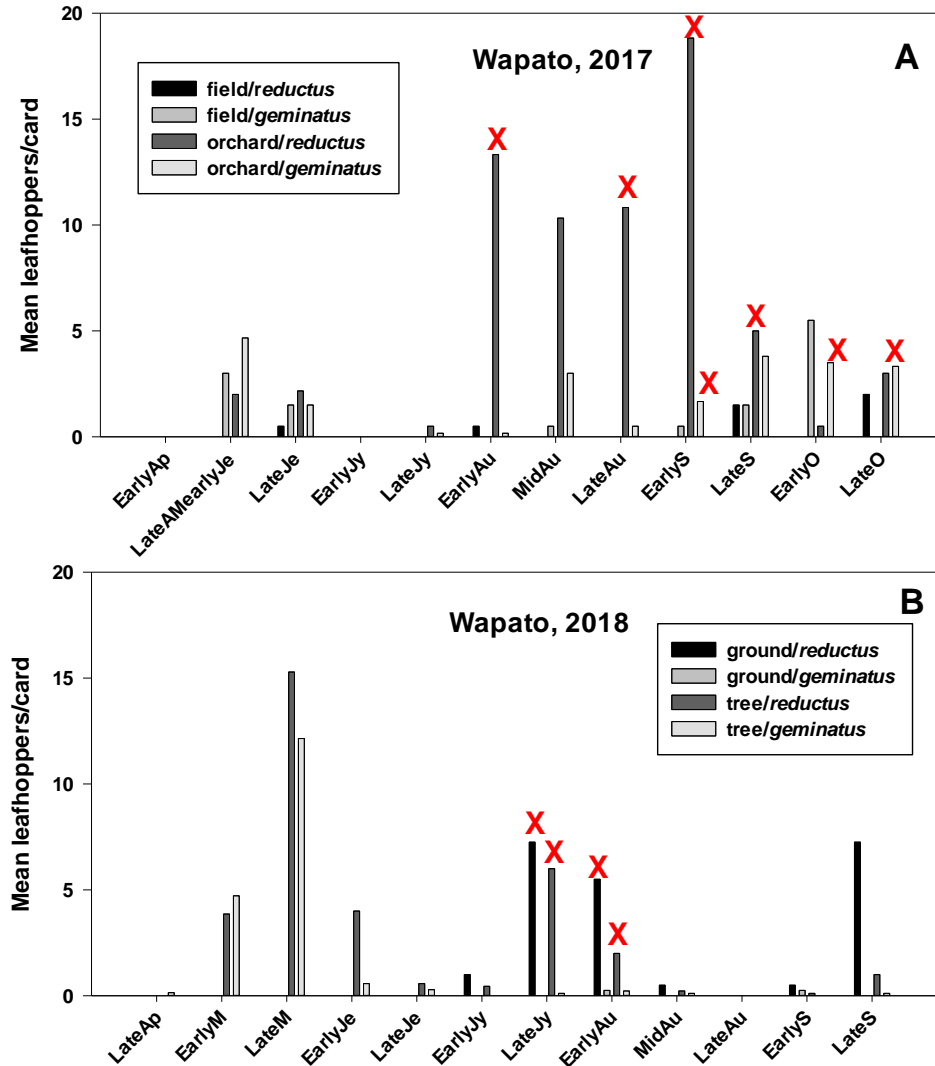 20
15
10
5
0
Mean leafhoppers/card
Wapato, 2017
A
field/reductus
field/geminatus
orchard/reductus
orchard/geminatus
X
X
X
X
X
X
X
X
EarlyAp
LateAMearlyJe
LateJe
EarlyJy
LateJy
EarlyAu
MidAu
LateAu
EarlyS
LateS
EarlyO
LateO
20
15
10
5
0
Mean leafhoppers/card
Wapato, 2018
B
ground/reductus
ground/geminatus
tree/reductus
tree/geminatus
X
X
X
X
LateAp
EarlyM
LateM
EarlyJe
LateJe
EarlyJy
LateJy
EarlyAu
MidAu
LateAu
EarlyS
LateS